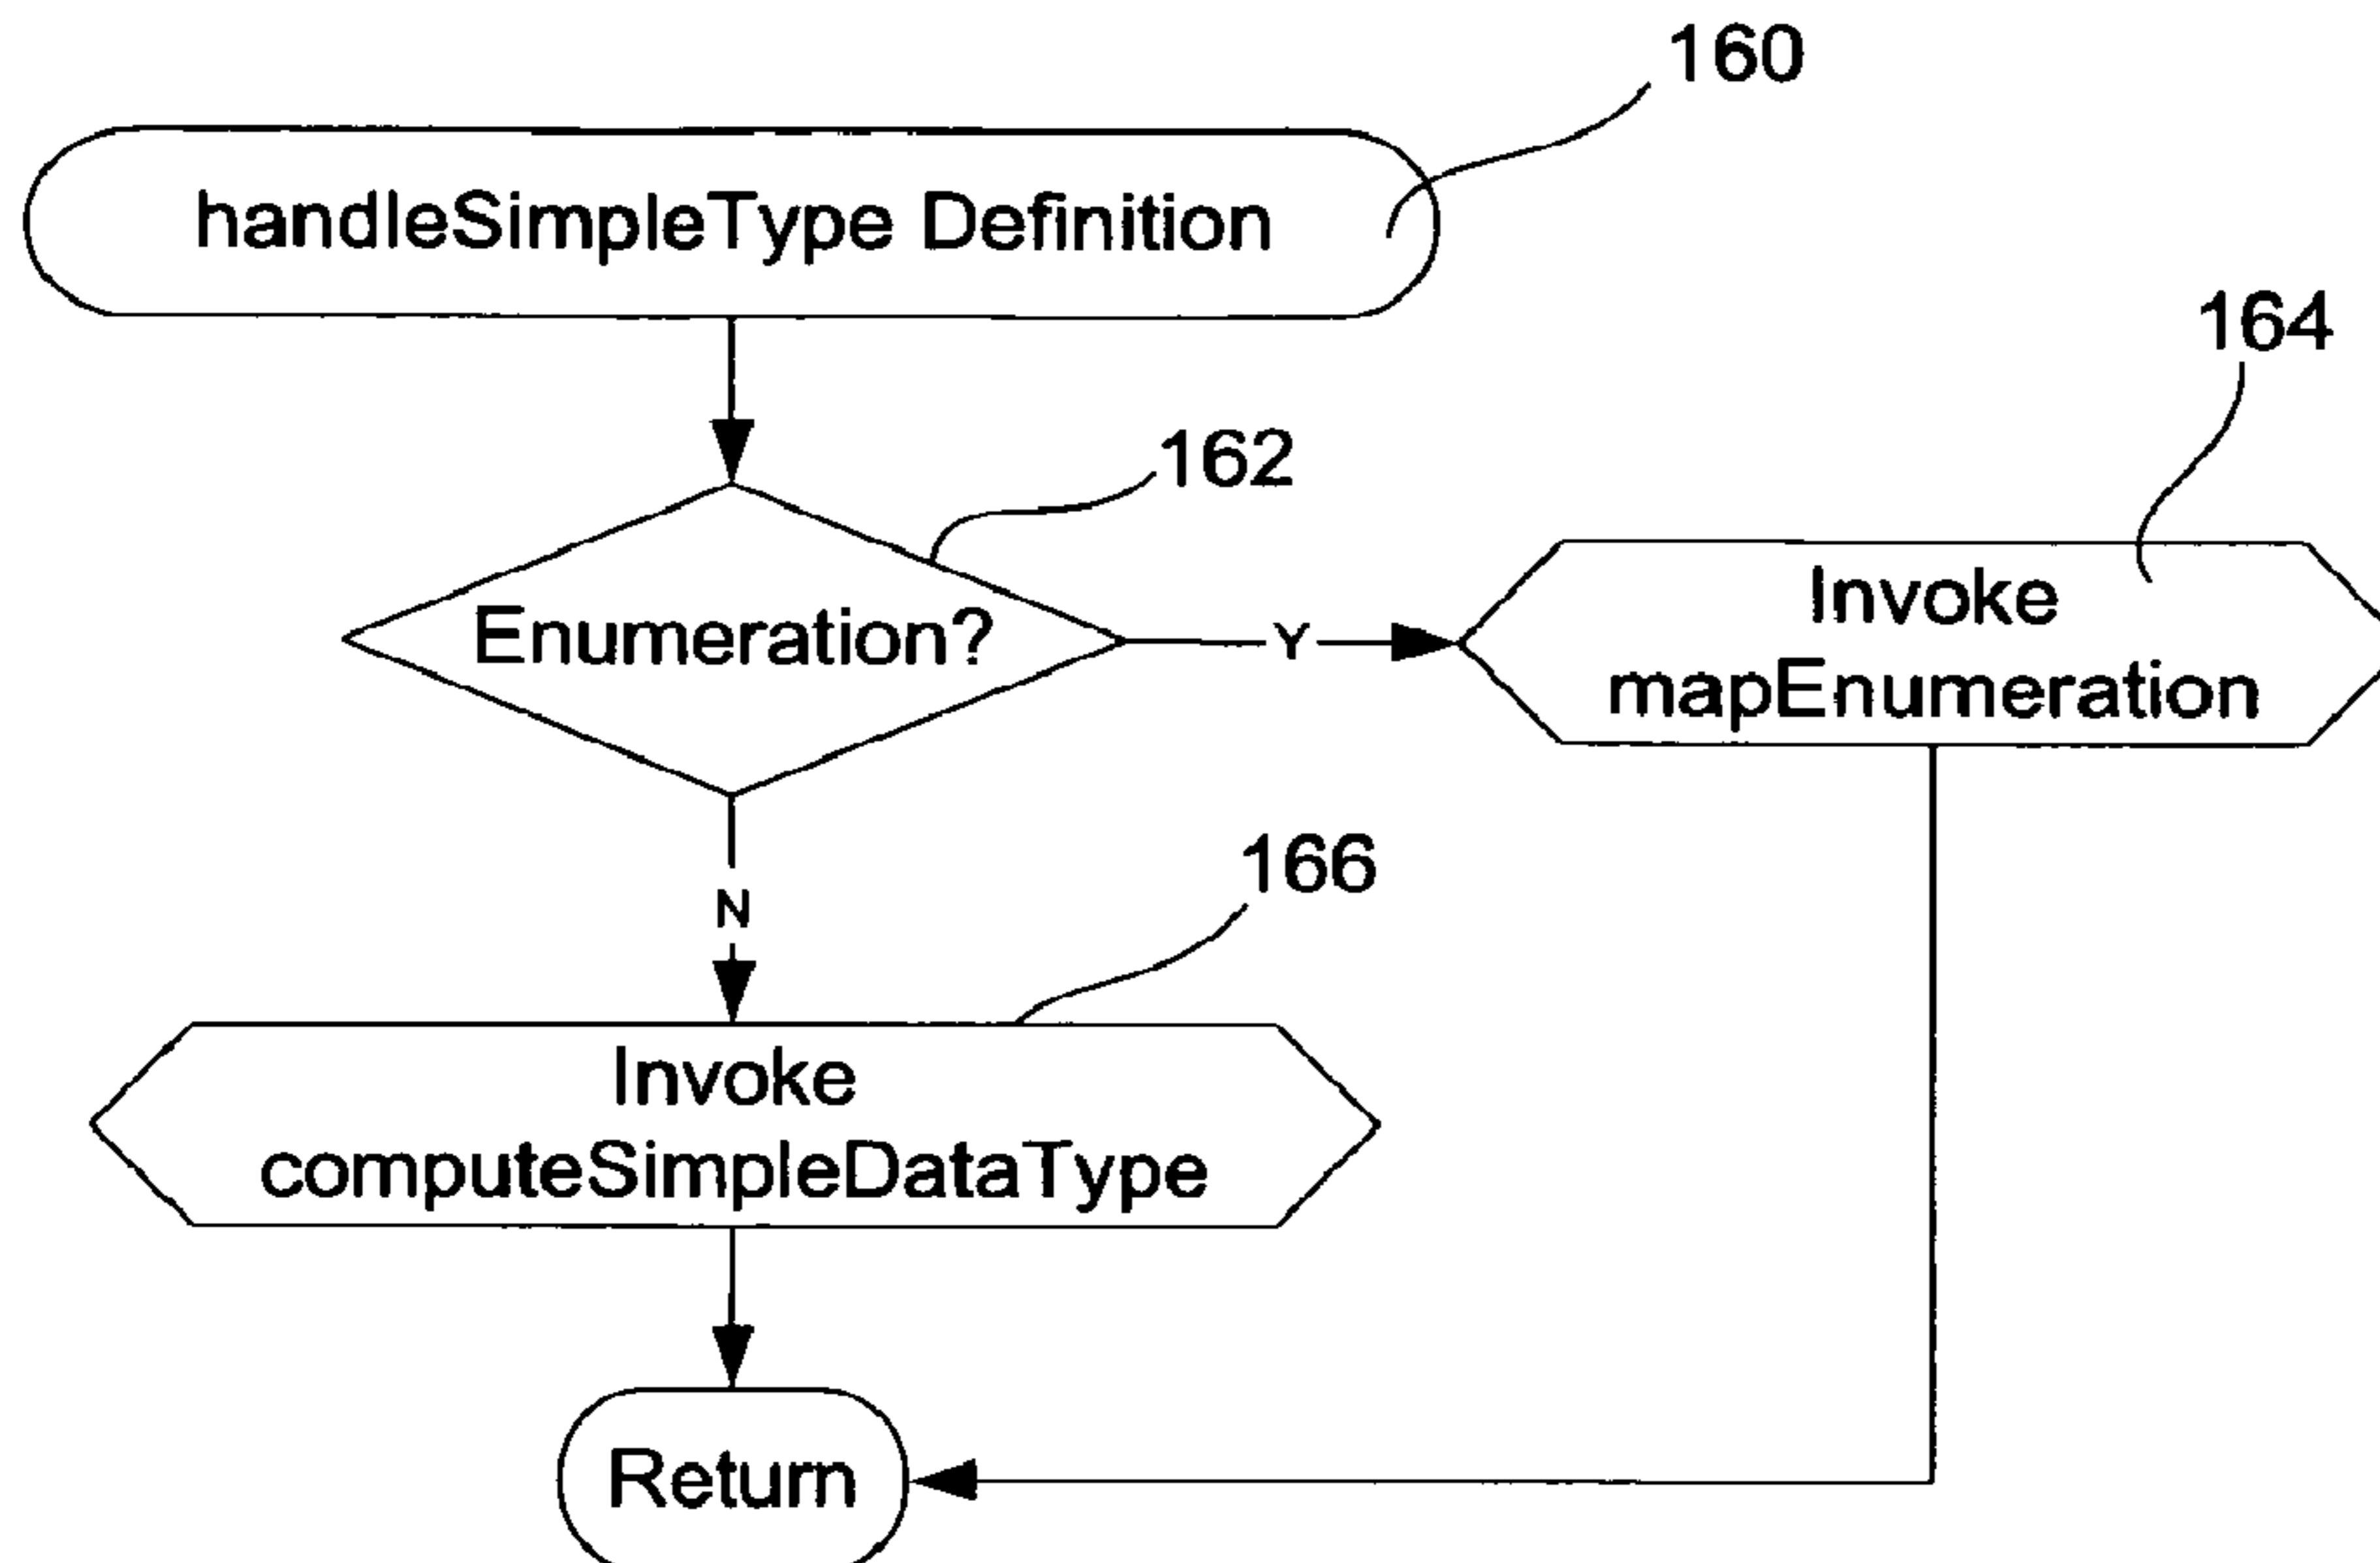 160
handleSimpleType Definition
164
162
Enumeration?
Y
Invoke
mapEnumeration
166
N
Invoke
computeSimpleDataType
Return